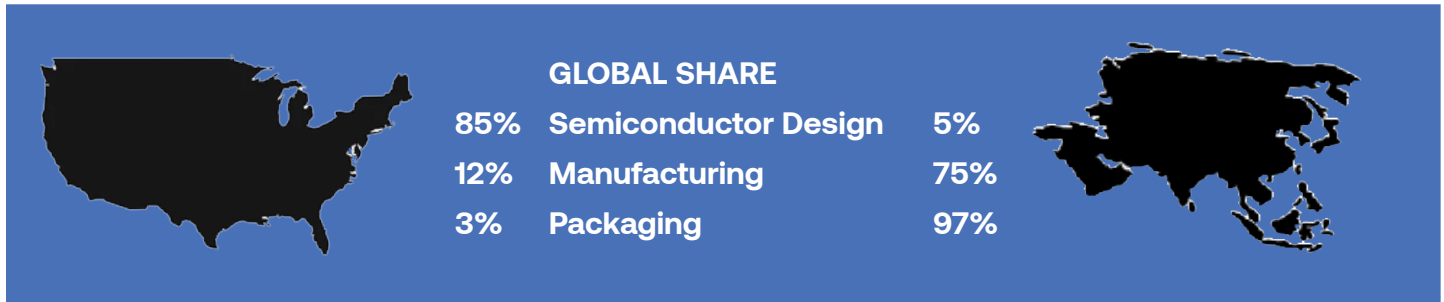 GLOBAL SHARE
85% Semiconductor Design 5%
12% Manufacturing 75%
3% Packaging 97%